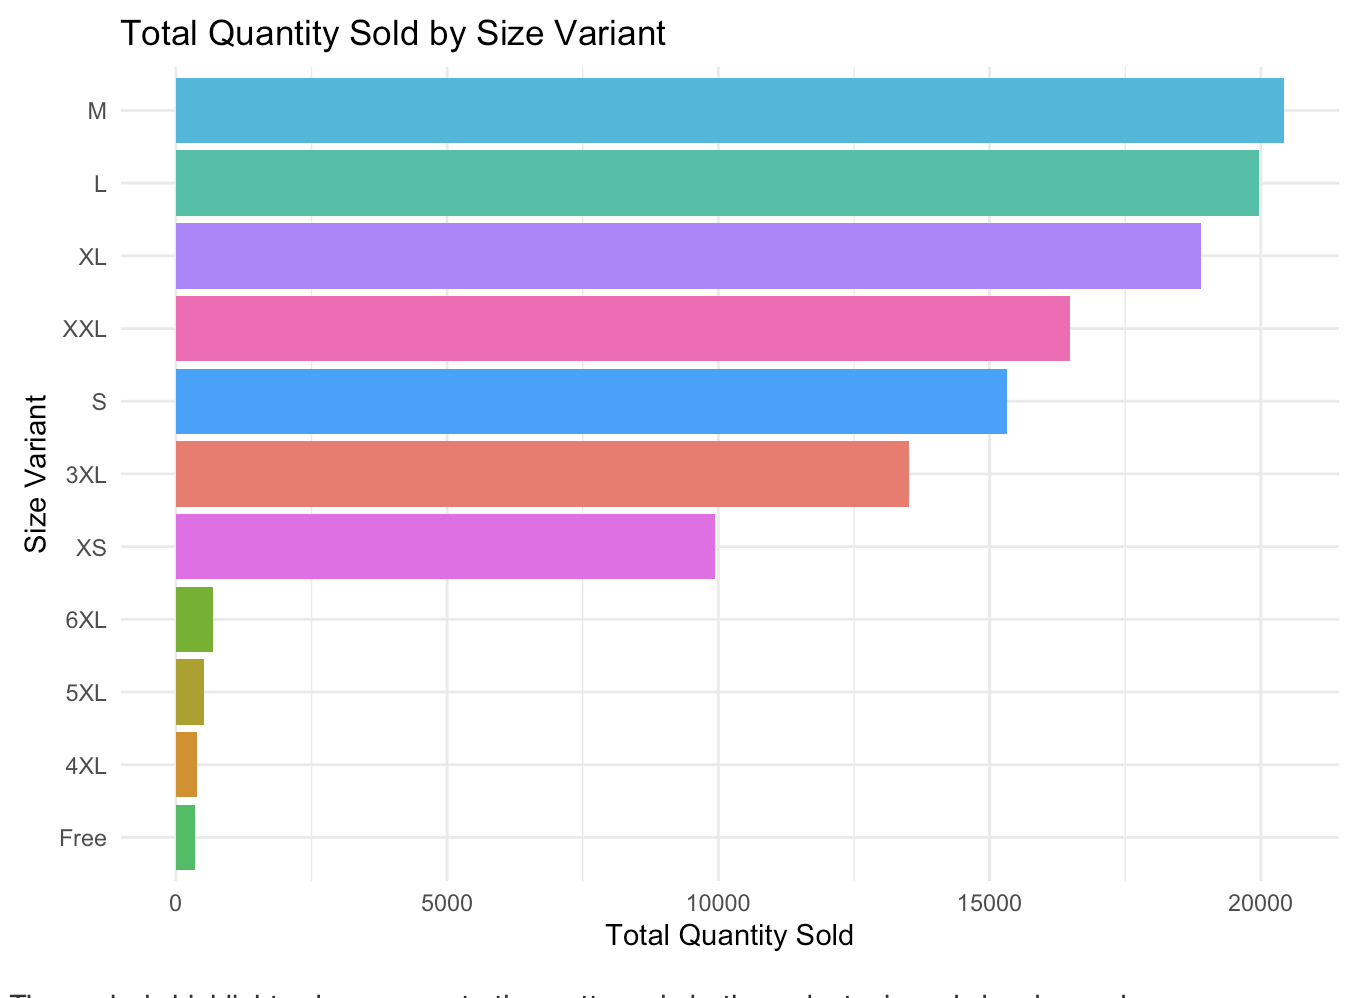 Total Quantity Sold by Size Variant
M
L
XL
XXL
S
3XL
XS
6XL
5XL
4XL
Free
Size Variant
0 5000 10000 15000 20000
Total Quantity Sold